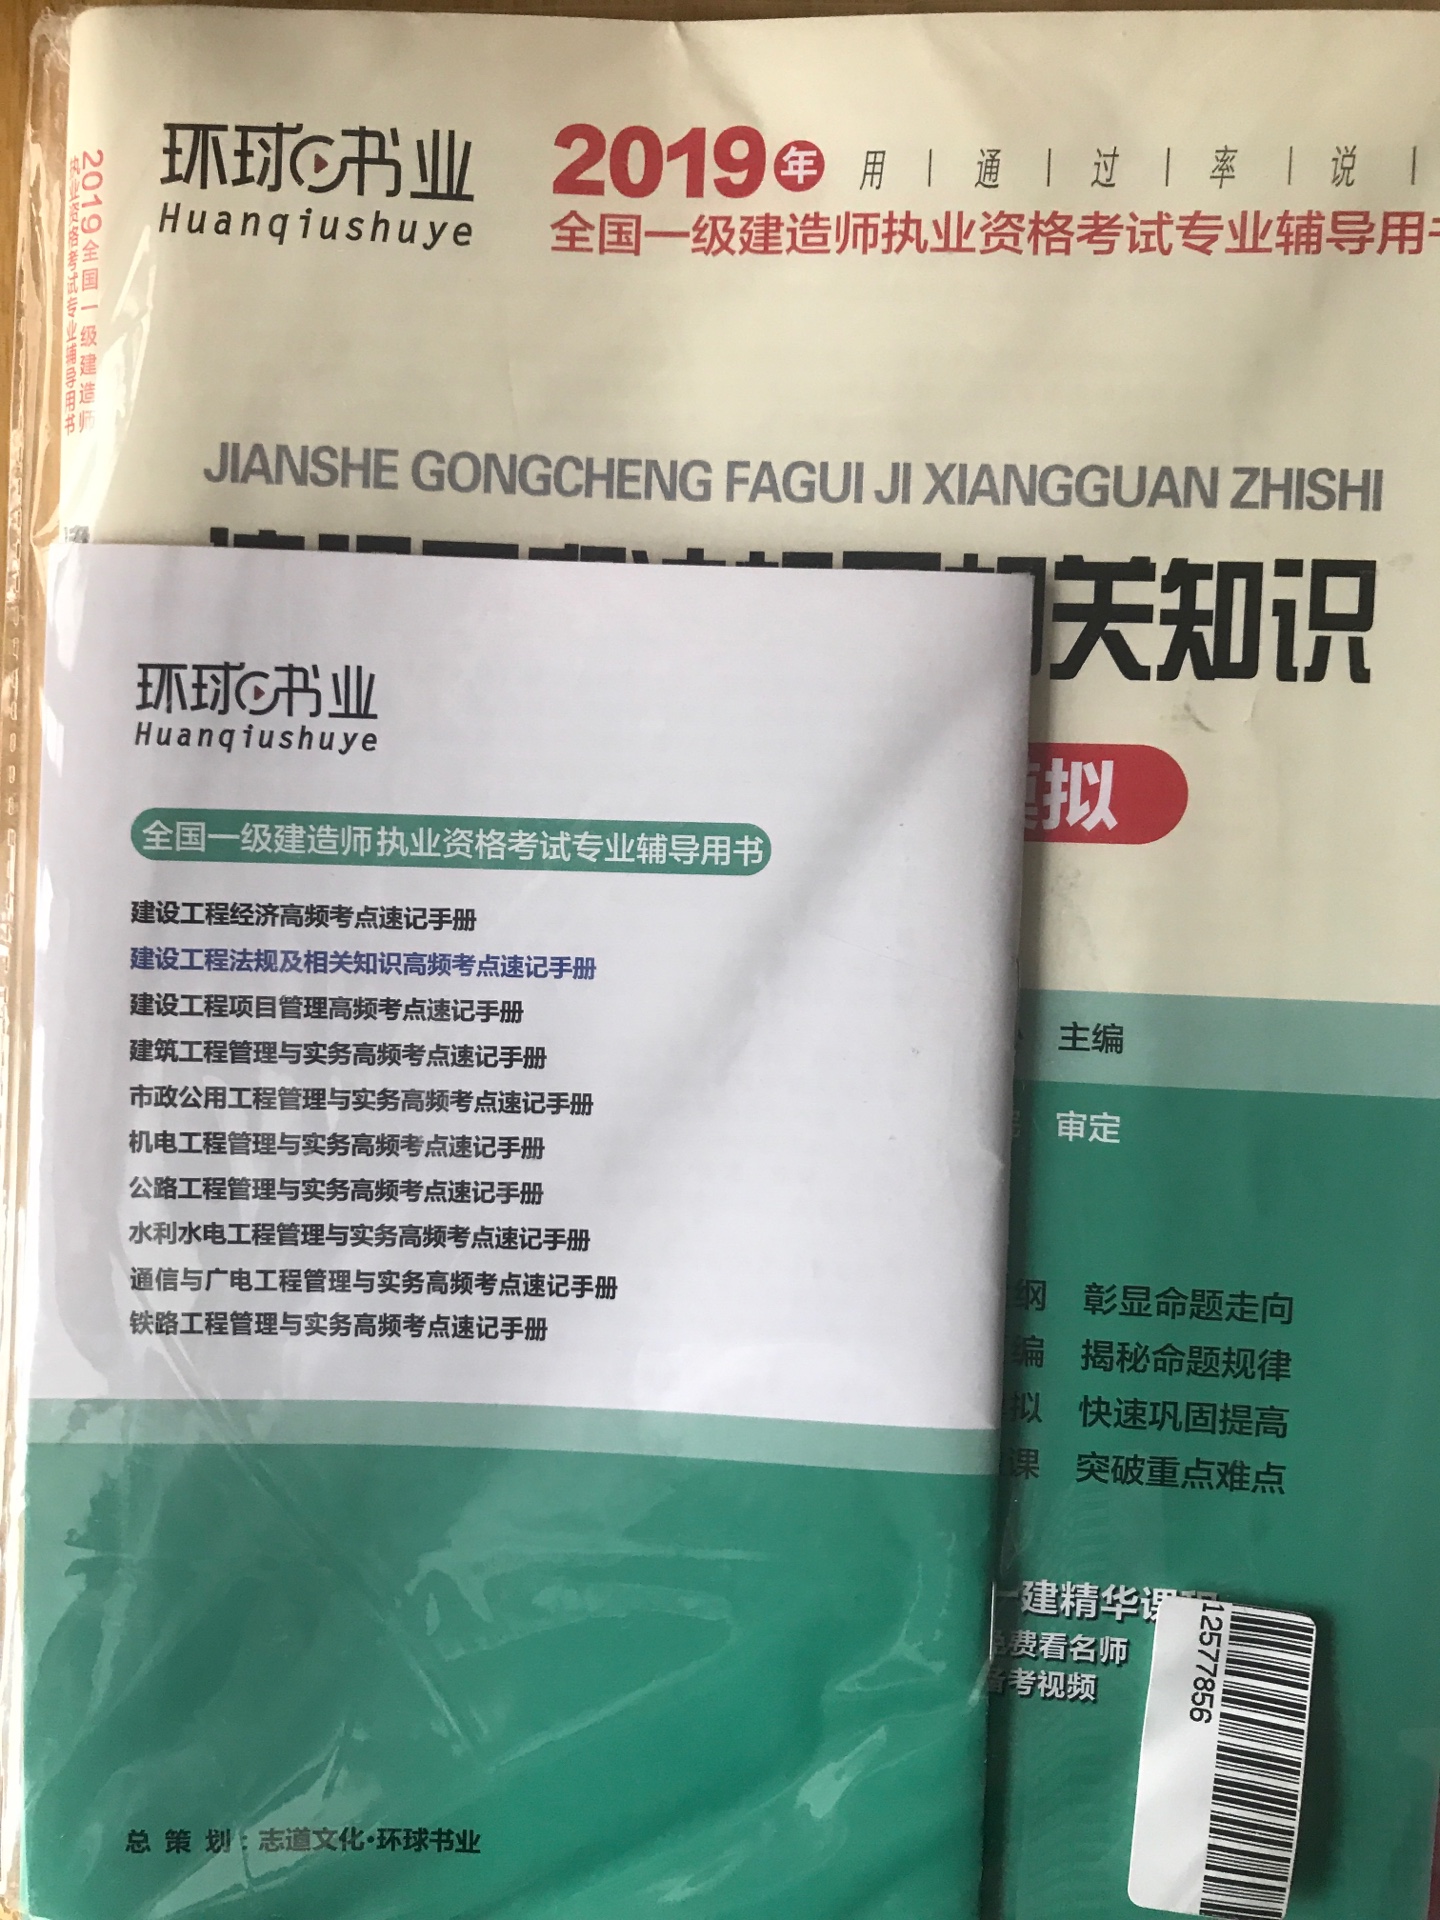 环球书业
Huanqiushuye
2019年
用|通|过|率|说|
全国一级建造师执业资格考试专业辅导用
2019全国一级建造师
执业资格考试专业辅导用书
JIANSHE GONGCHENG FAGUI JI XIANGGUAN ZHISHI
建设工程法规及相关知识
模拟
环球书业
Huanqiushuye
全国一级建造师执业资格考试专业辅导用书
建设工程经济高频考点速记手册
建设工程法规及相关知识高频考点速记手册
建设工程项目管理高频考点速记手册
建筑工程管理与实务高频考点速记手册
市政公用工程管理与实务高频考点速记手册
机电工程管理与实务高频考点速记手册
公路工程管理与实务高频考点速记手册
水利水电工程管理与实务高频考点速记手册
通信与广电工程管理与实务高频考点速记手册
铁路工程管理与实务高频考点速记手册
总 策 划：志道文化·环球书业
主编
审定
纲 彰显命题走向
编 揭秘命题规律
拟 快速巩固提高
课 突破重点难点
一建精华课程
免费看名师
备考视频
12577856